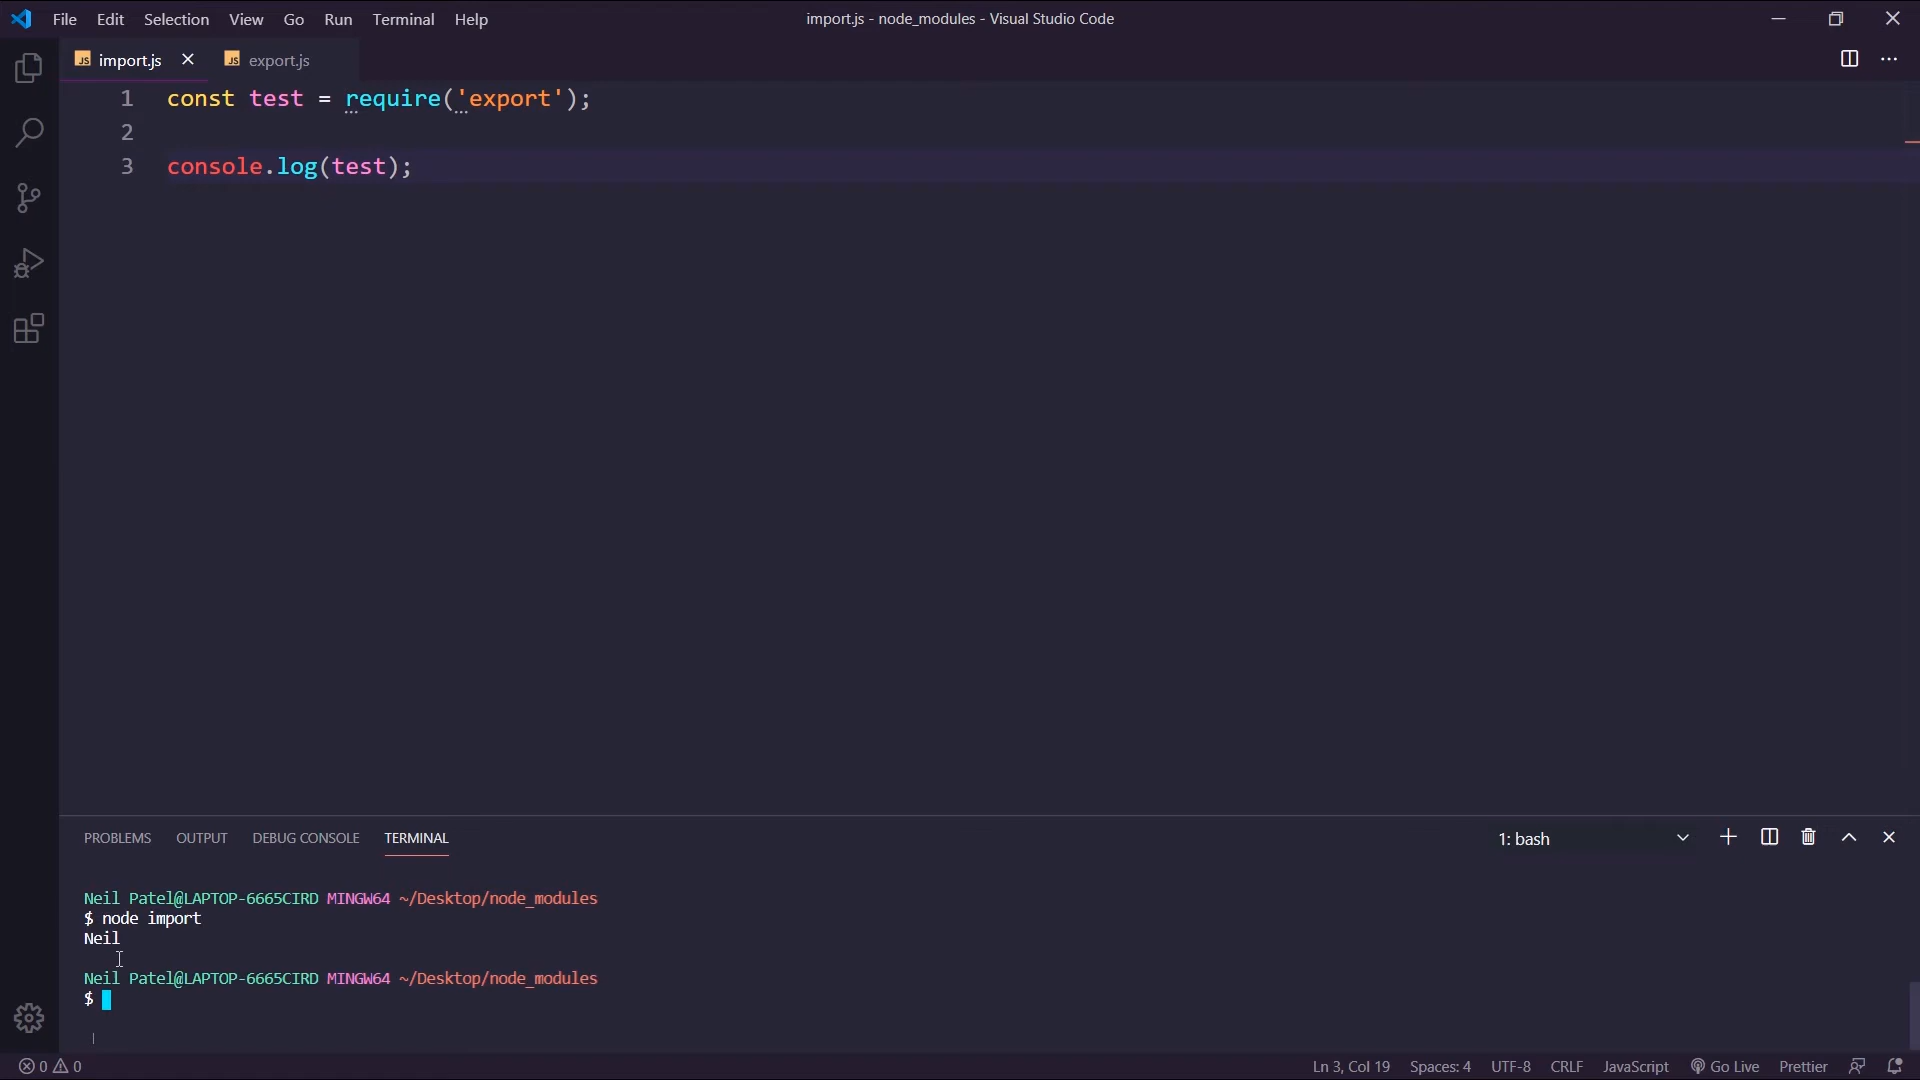 File Edit Selection View Go Run Terminal Help
import.js - node_modules - Visual Studio Code
JS import.js
JS export.js
1 const test = require('export');
2
3 console.log(test);
PROBLEMS OUTPUT DEBUG CONSOLE TERMINAL
1: bash
Neil Patel@LAPTOP-6665CIRD MINGW64 ~/Desktop/node_modules
$ node import
Neil
Neil Patel@LAPTOP-6665CIRD MINGW64 ~/Desktop/node_modules
$
0 0
Ln 3, Col 19 Spaces: 4 UTF-8 CRLF JavaScript Go Live Prettier